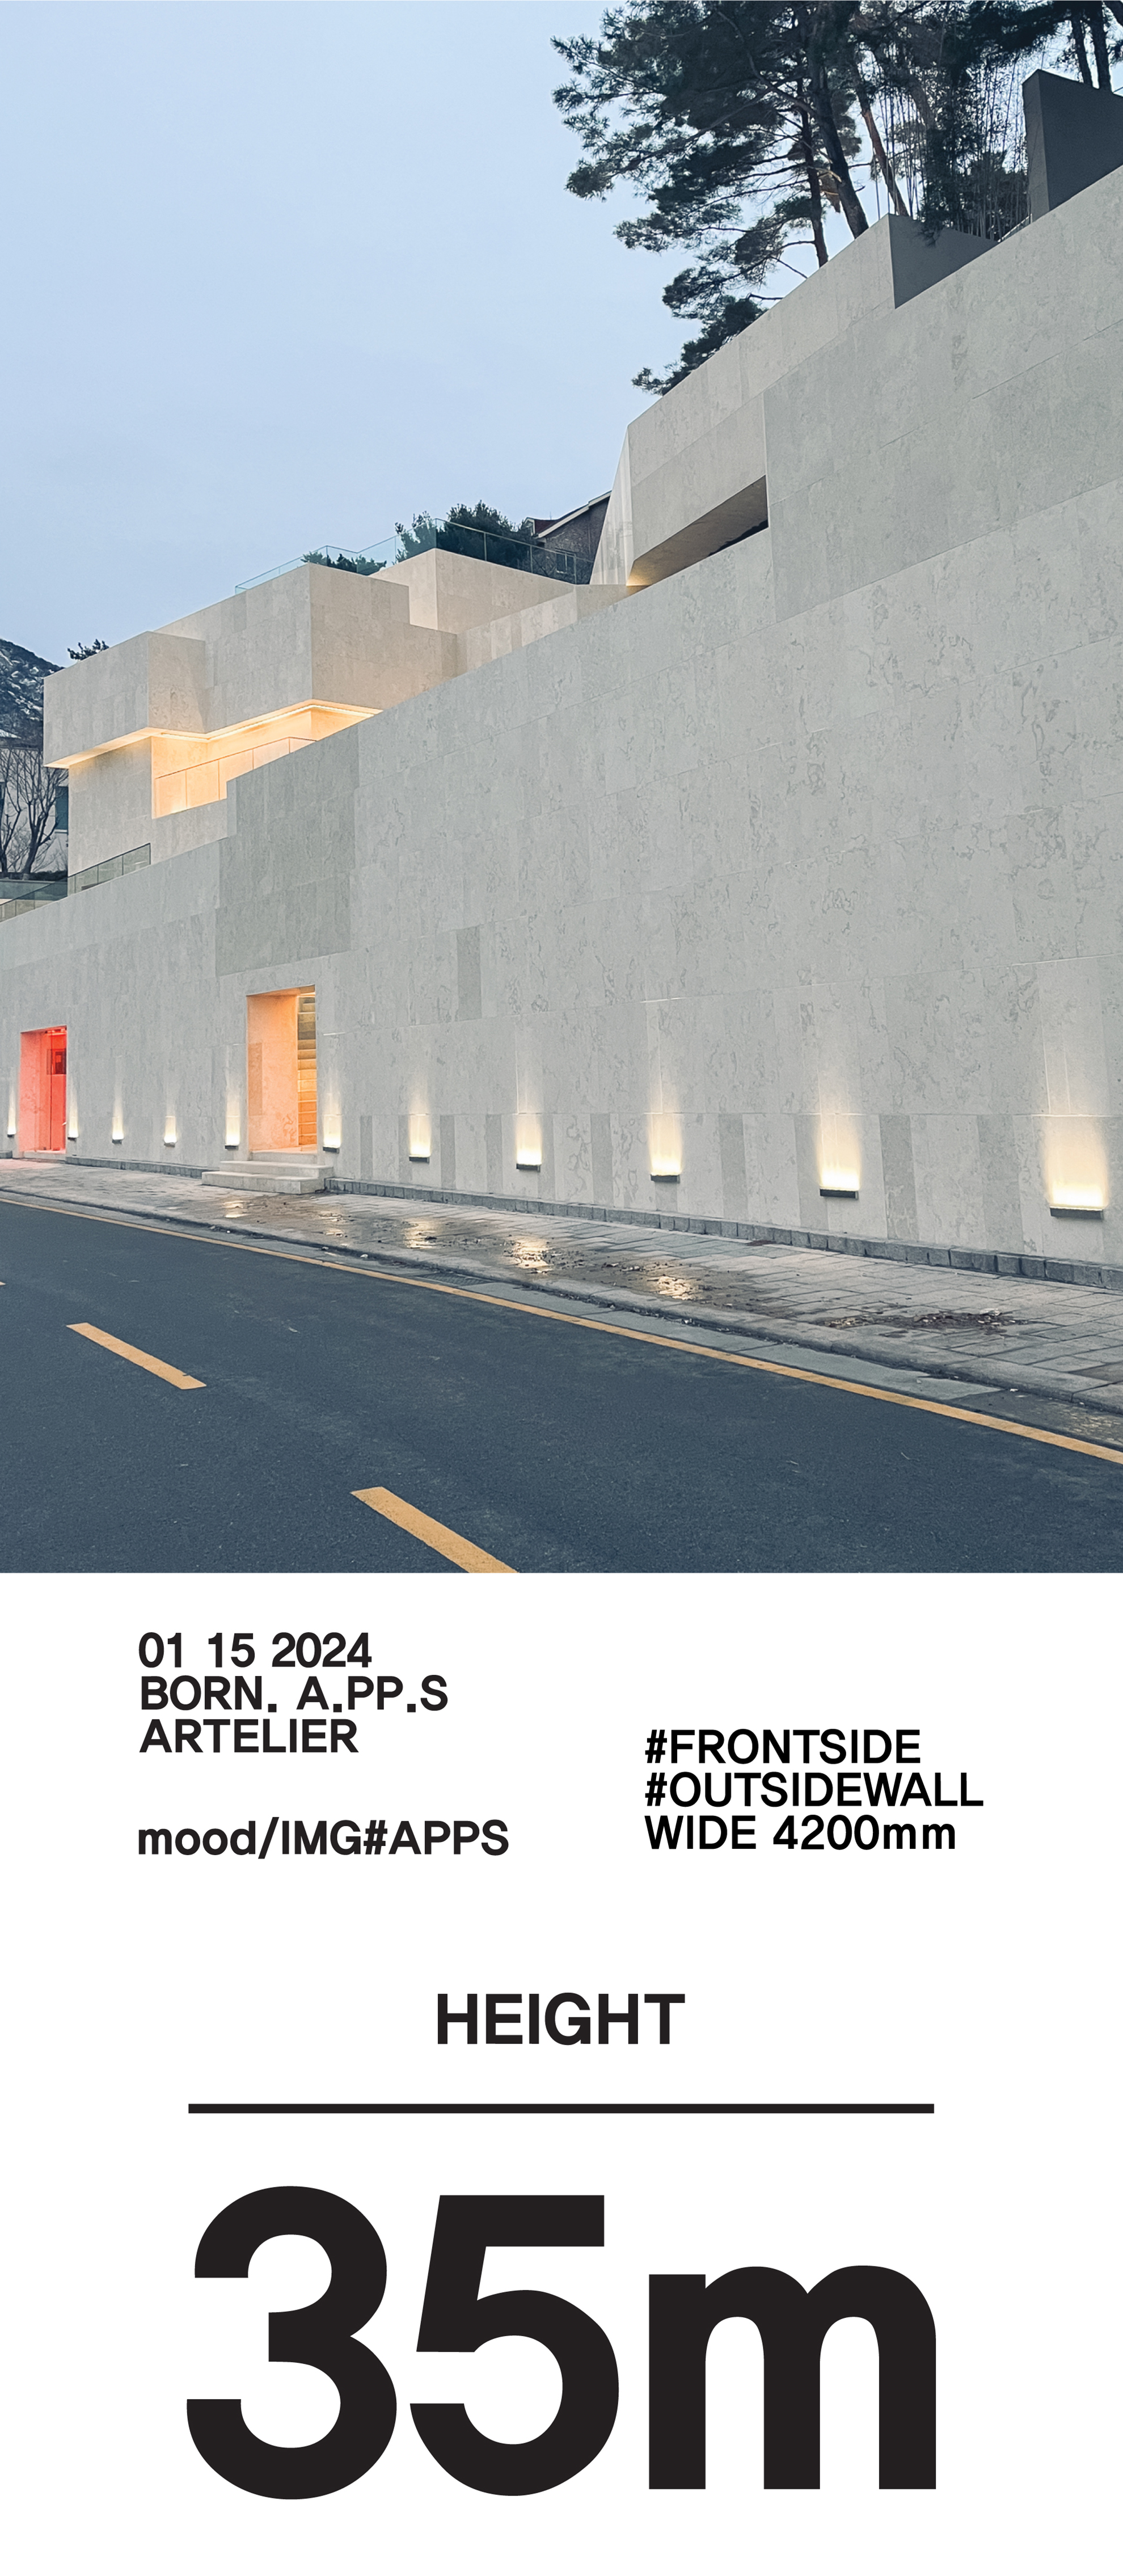 01 15 2024
BORN. A.PP.S
ARTELIER
mood/IMG#APPS
#FRONTSIDE
#OUTSIDEWALL
WIDE 4200mm
HEIGHT
35m